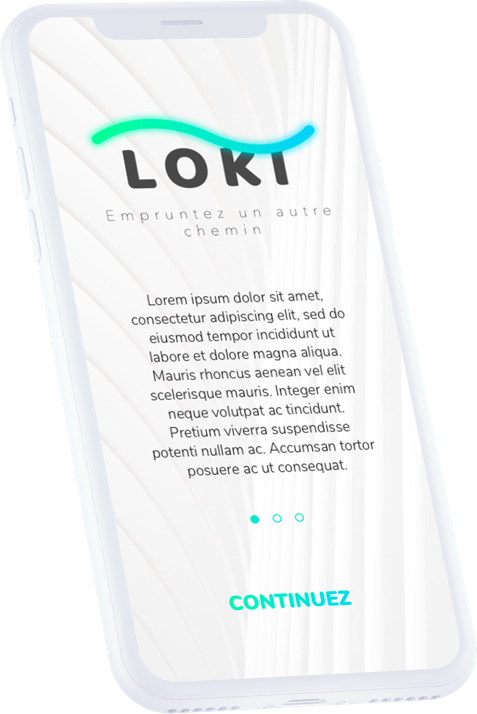 LOKI
Empruntez un autre
chemin
Lorem ipsum dolor sit amet,
consectetur adipiscing elit, sed do
eiusmod tempor incididunt ut
labore et dolore magna aliqua.
Mauris rhoncus aenean vel elit
scelerisque mauris. Integer enim
neque volutpat ac tincidunt.
Pretium viverra suspendisse
potenti nullam ac. Accumsan tortor
posuere ac ut consequat.
CONTINUEZ